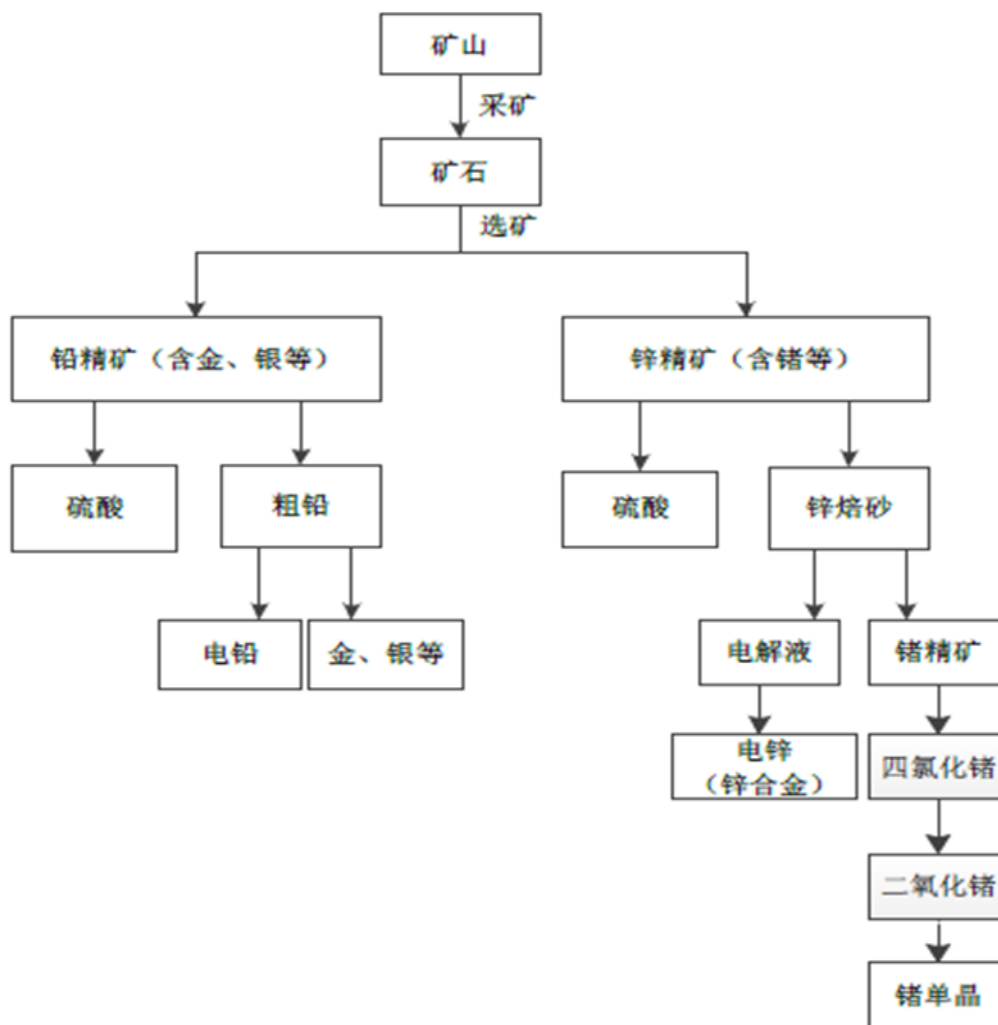 矿山
采矿
矿石
选矿
铅精矿（含金、银等）
锌精矿（含锗等）
硫酸
粗铅
硫酸
锌焙砂
电铅
金、银等
电解液
锗精矿
电锌
（锌合金）
四氯化锗
二氧化锗
锗单晶